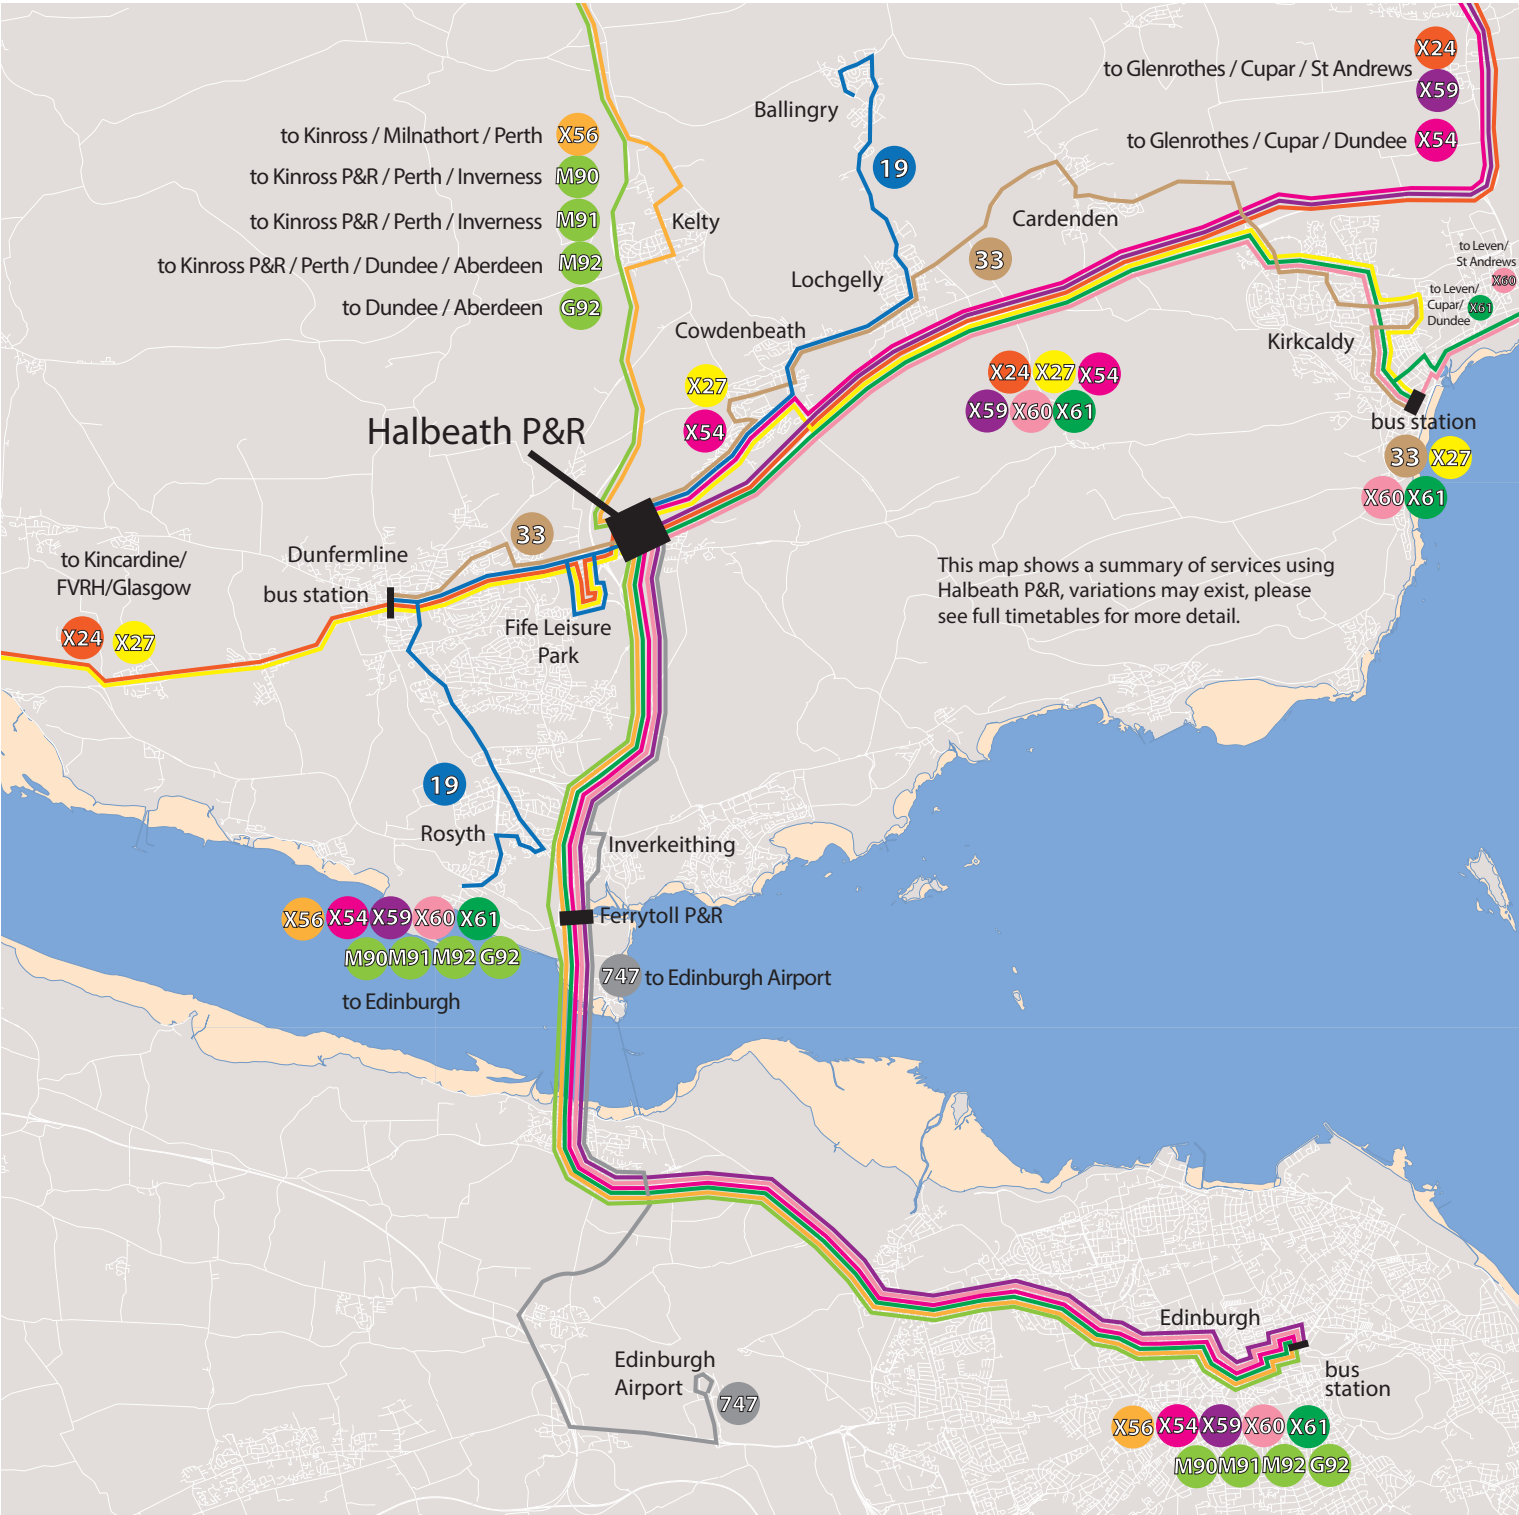 X24
to Glenrothes / Cupar / St Andrews
X59
to Glenrothes / Cupar / Dundee X54
Ballingry
to Kinross / Milnathort / Perth X56
to Kinross P&R / Perth / Inverness M90
to Kinross P&R / Perth / Inverness M91
to Kinross P&R / Perth / Dundee / Aberdeen M92
to Dundee / Aberdeen G92
19
Kelty
Cardenden
33
Lochgelly
Cowdenbeath
to Leven/
St Andrews
X60
to Leven/
Cupar/
Dundee
X61
Kirkcaldy
X27
X54
X24 X27 X54
X59 X60 X61
bus station
33 X27
X60 X61
Halbeath P&R
33
Dunfermline
bus station
to Kincardine/
FVRH/Glasgow
X24 X27
Fife Leisure
Park
This map shows a summary of services using
Halbeath P&R, variations may exist, please
see full timetables for more detail.
19
Rosyth
Inverkeithing
Ferrytoll P&R
X56 X54 X59 X60 X61
M90 M91 M92 G92
to Edinburgh
747 to Edinburgh Airport
Edinburgh
bus
station
Edinburgh
Airport
747
X56 X54 X59 X60 X61
M90 M91 M92 G92